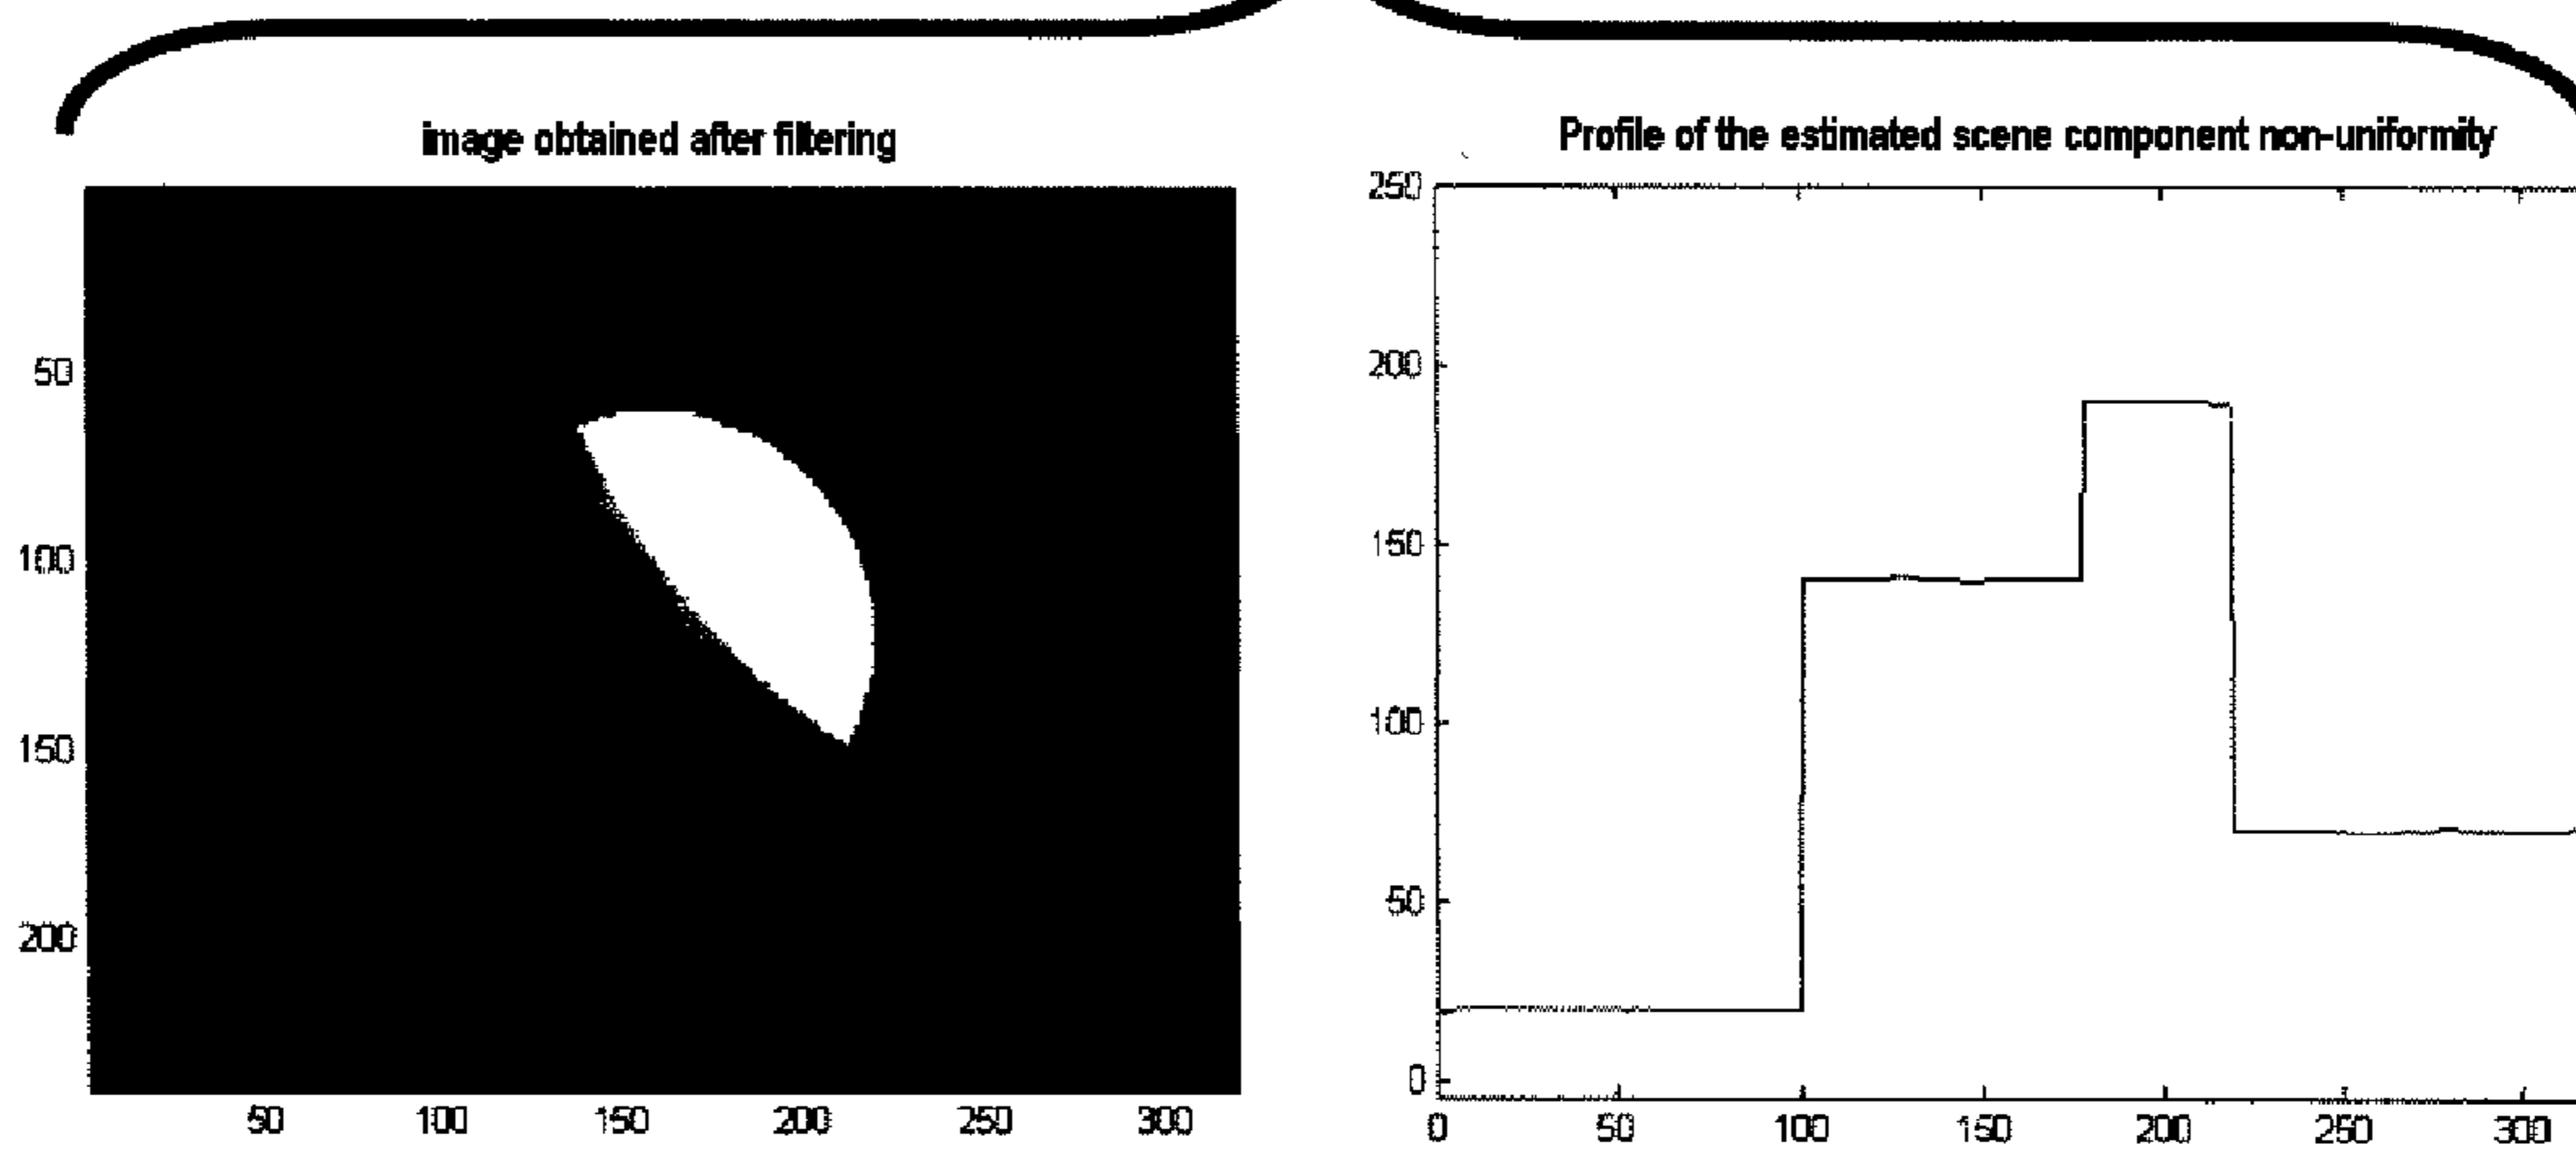 image obtained after filtering
50
100
150
200
50 100 150 200 250 300
Profile of the estimated scene component non-uniformity
250
200
150
100
50
0
0 50 100 150 200 250 300